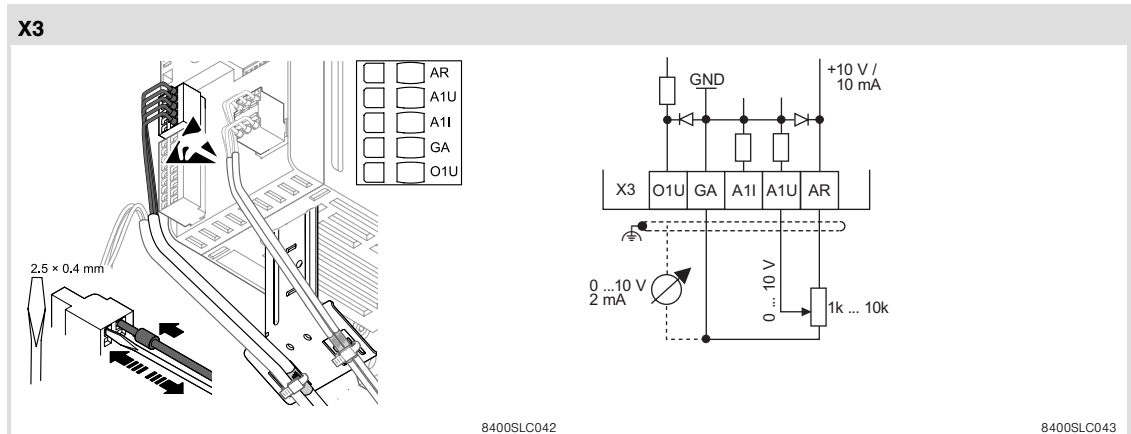 X3
AR
A1U
A1I
GA
O1U
2.5 × 0.4 mm
8400SLC042
GND
+10 V /
10 mA
X3 O1U GA A1I A1U AR
0 ...10 V
2 mA
0 ... 10 V
1k ... 10k
8400SLC043